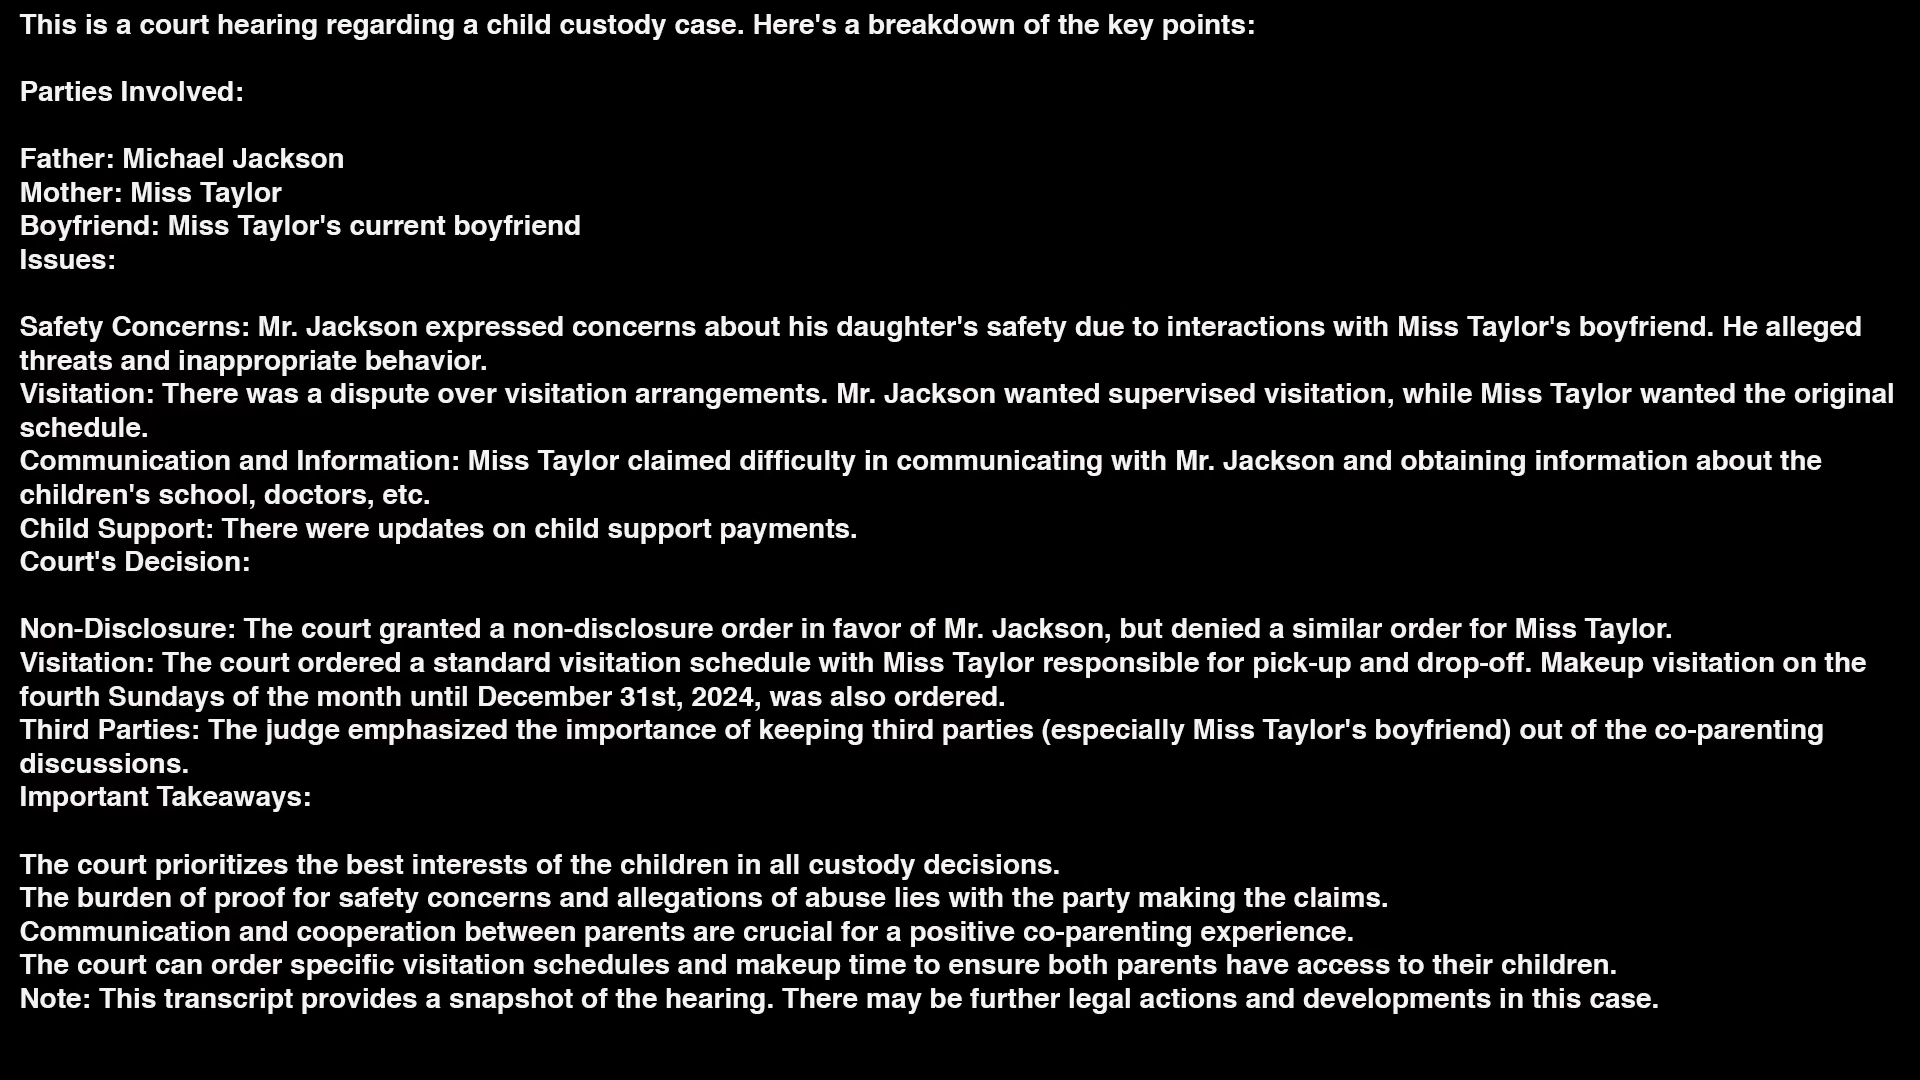 This is a court hearing regarding a child custody case. Here's a breakdown of the key points:
Parties Involved:
Father: Michael Jackson
Mother: Miss Taylor
Boyfriend: Miss Taylor's current boyfriend
Issues:
Safety Concerns: Mr. Jackson expressed concerns about his daughter's safety due to interactions with Miss Taylor's boyfriend. He alleged
threats and inappropriate behavior.
Visitation: There was a dispute over visitation arrangements. Mr. Jackson wanted supervised visitation, while Miss Taylor wanted the original
schedule.
Communication and Information: Miss Taylor claimed difficulty in communicating with Mr. Jackson and obtaining information about the
children's school, doctors, etc.
Child Support: There were updates on child support payments.
Court's Decision:
Non-Disclosure: The court granted a non-disclosure order in favor of Mr. Jackson, but denied a similar order for Miss Taylor.
Visitation: The court ordered a standard visitation schedule with Miss Taylor responsible for pick-up and drop-off. Makeup visitation on the
fourth Sundays of the month until December 31st, 2024, was also ordered.
Third Parties: The judge emphasized the importance of keeping third parties (especially Miss Taylor's boyfriend) out of the co-parenting
discussions.
Important Takeaways:
The court prioritizes the best interests of the children in all custody decisions.
The burden of proof for safety concerns and allegations of abuse lies with the party making the claims.
Communication and cooperation between parents are crucial for a positive co-parenting experience.
The court can order specific visitation schedules and makeup time to ensure both parents have access to their children.
Note: This transcript provides a snapshot of the hearing. There may be further legal actions and developments in this case.